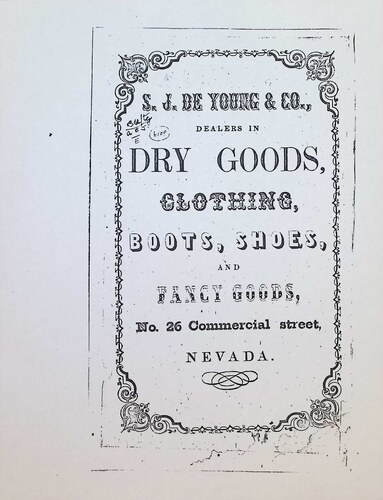 S. J. DE YOUNG & CO.,
DEALERS IN
DRY GOODS,
CLOTHING,
BOOTS, SHOES,
AND
FANCY GOODS,
No. 26 Commercial street,
NEVADA.